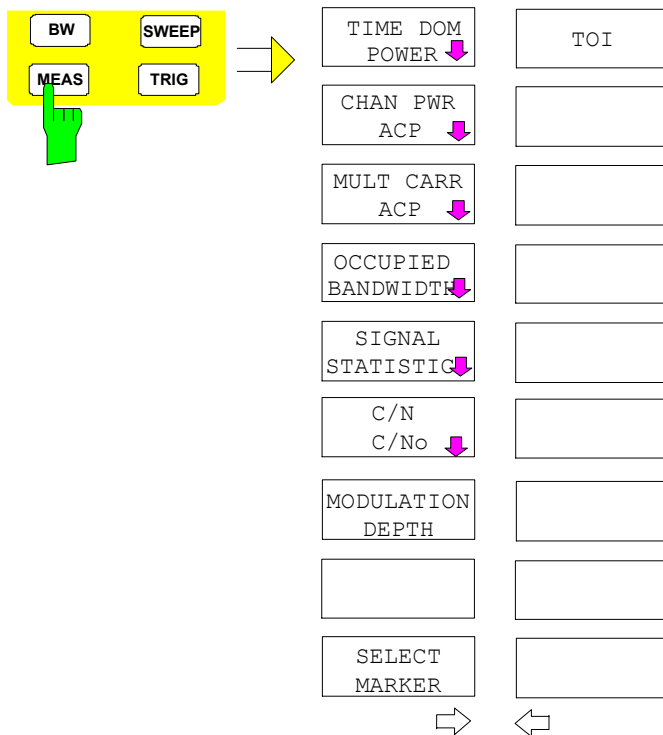 BW
SWEEP
MEAS
TRIG
TIME DOM
POWER
CHAN PWR
ACP
MULT CARR
ACP
OCCUPIED
BANDWIDTH
SIGNAL
STATISTIC
C/N
C/No
MODULATION
DEPTH
SELECT
MARKER
TOI